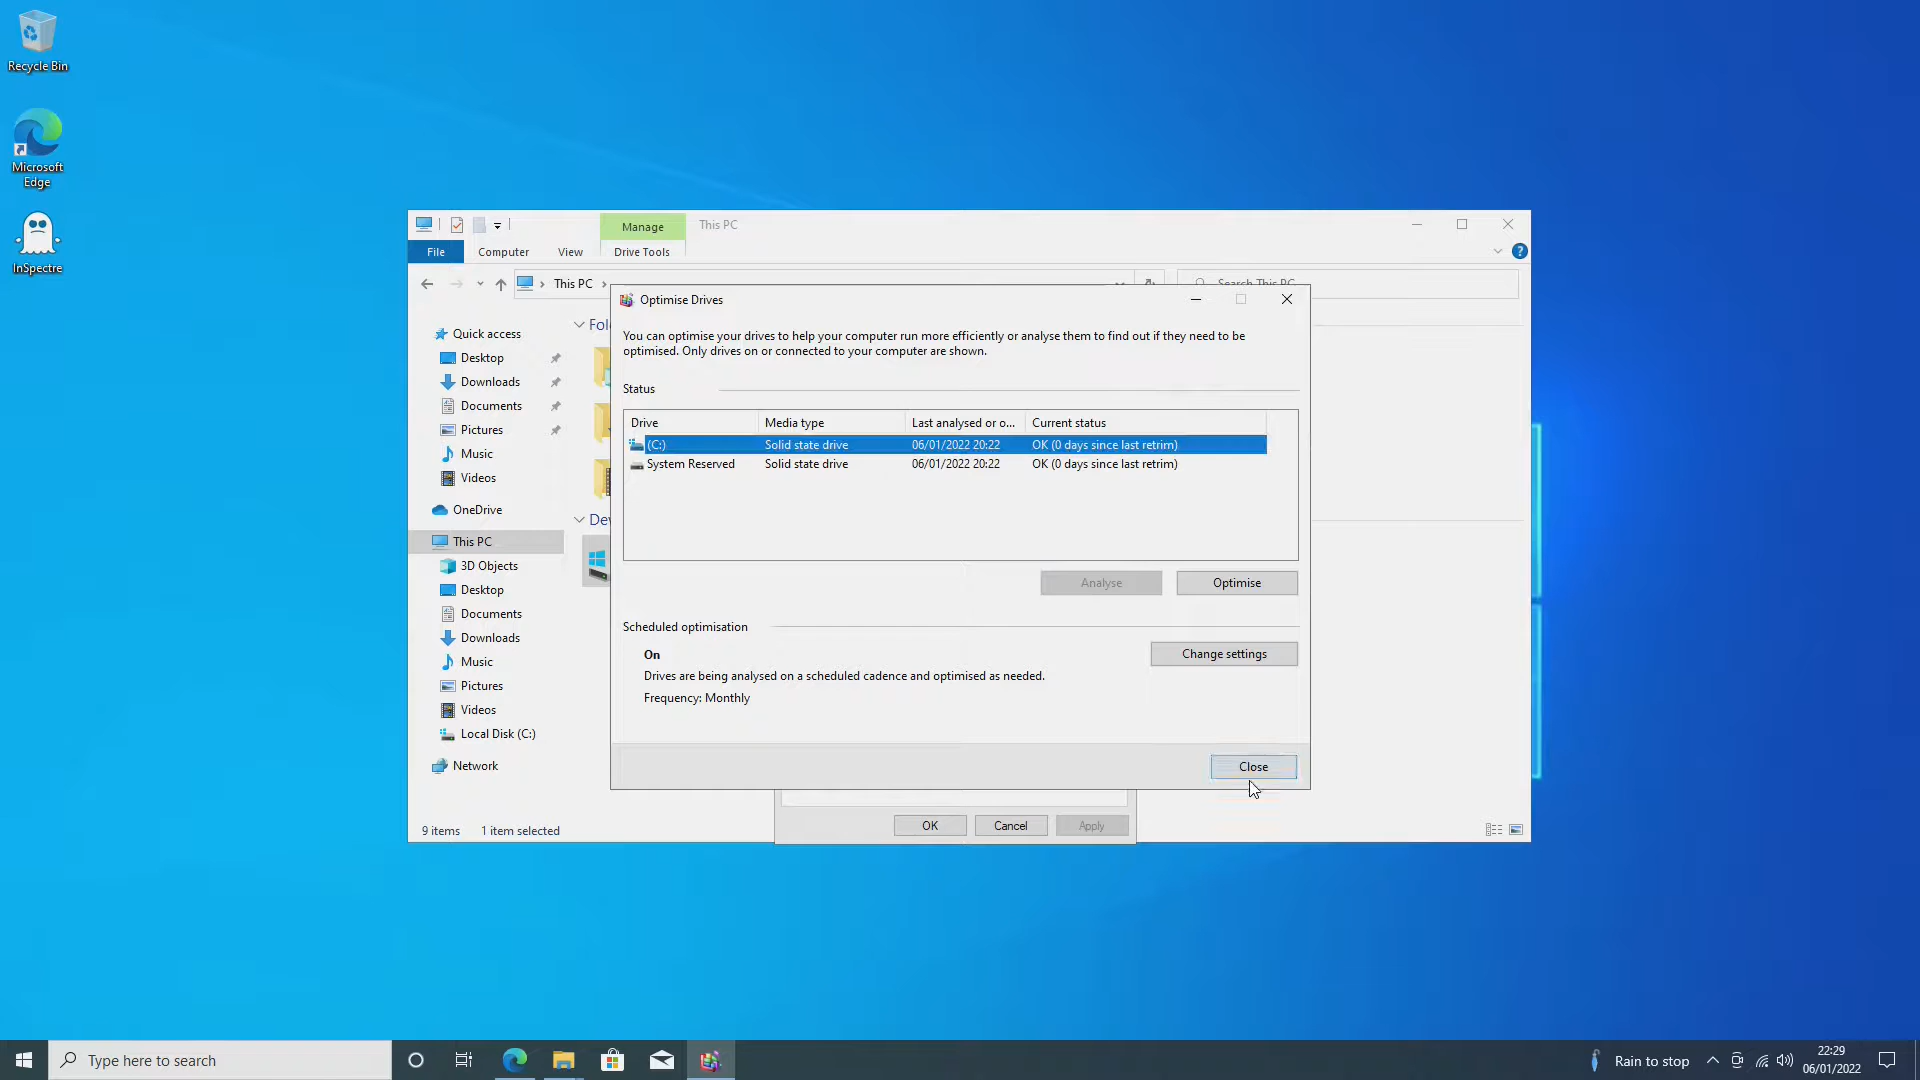 Recycle Bin
Microsoft
Edge
InSpectre
Manage
This PC
File
Computer
View
Drive Tools
This PC
Search This PC
Quick access
Desktop
Downloads
Documents
Pictures
Music
Videos
OneDrive
This PC
3D Objects
Desktop
Documents
Downloads
Music
Pictures
Videos
Local Disk (C:)
Network
9 items
1 item selected
Optimise Drives
You can optimise your drives to help your computer run more efficiently or analyse them to find out if they need to be
optimised. Only drives on or connected to your computer are shown.
Status
Drive Media type Last analysed or o... Current status
(C:) Solid state drive 06/01/2022 20:22 OK (0 days since last retrim)
System Reserved Solid state drive 06/01/2022 20:22 OK (0 days since last retrim)
Analyse
Optimise
Scheduled optimisation
On
Change settings
Drives are being analysed on a scheduled cadence and optimised as needed.
Frequency: Monthly
Close
OK
Cancel
Apply
Type here to search
Rain to stop
22:29
06/01/2022